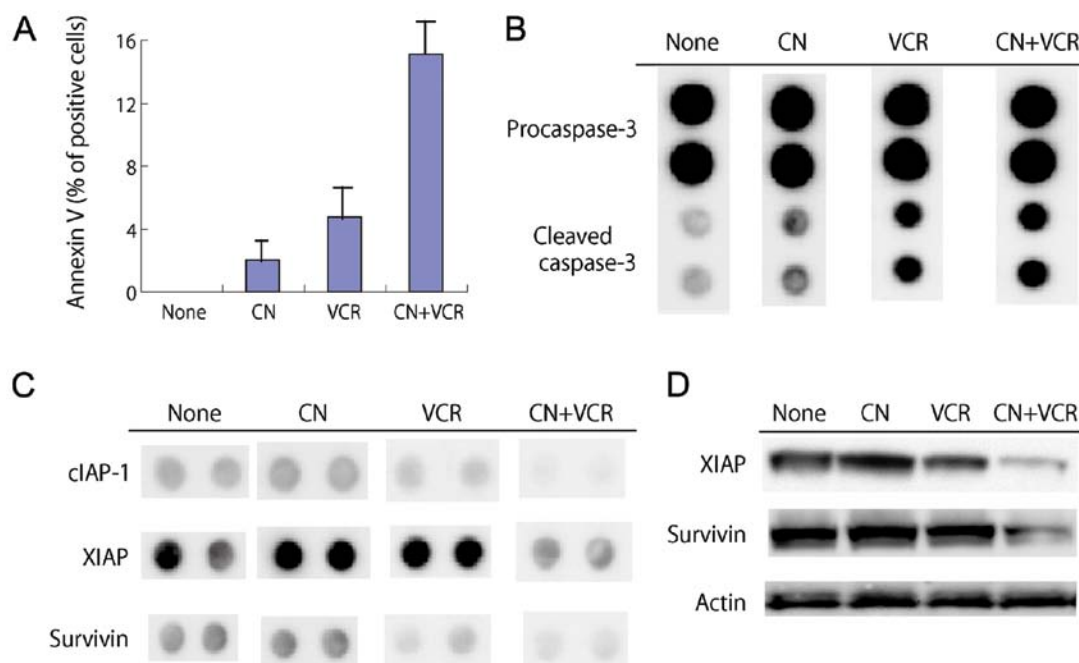 A
Annexin V (% of positive cells)
16
12
8
4
0
None CN VCR CN+VCR
B
None CN VCR CN+VCR
Procaspase-3
Cleaved
caspase-3
C
None CN VCR CN+VCR
cIAP-1
XIAP
Survivin
D
None CN VCR CN+VCR
XIAP
Survivin
Actin